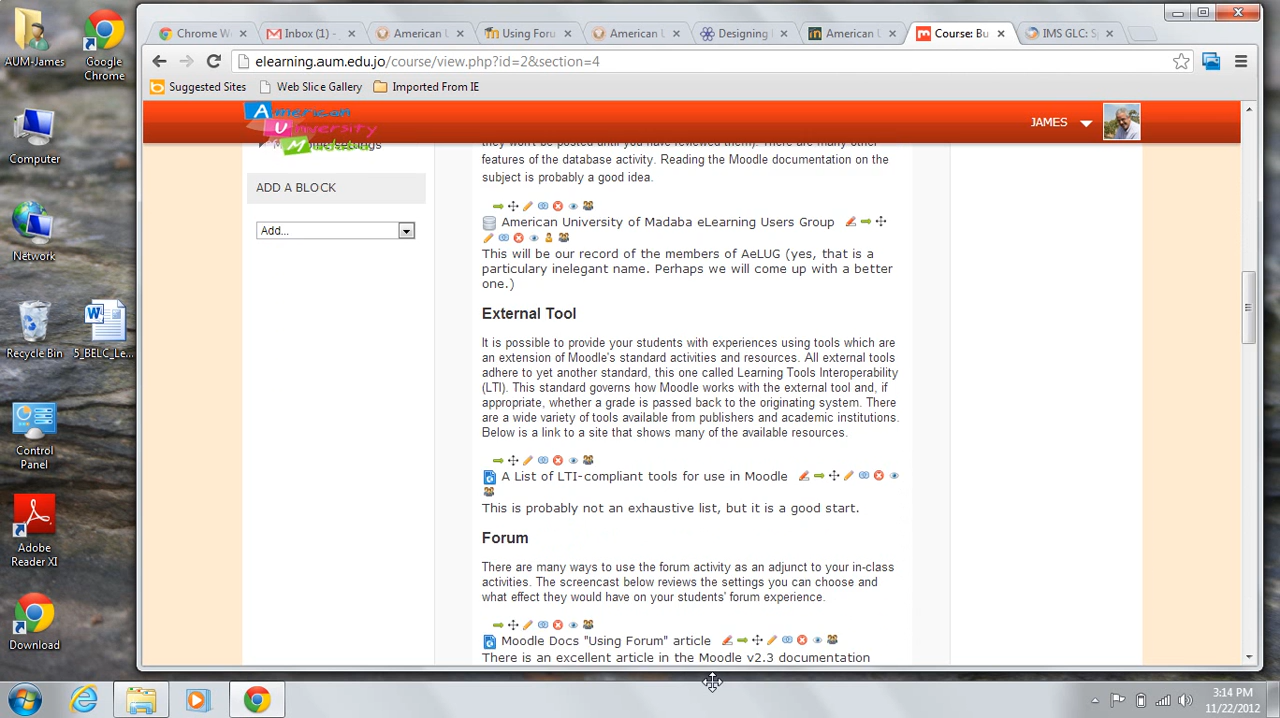 AUM-James
Google
Chrome
Computer
Network
Recycle Bin
5_BELC_Le...
Control
Panel
Adobe
Reader XI
Download
ChromeW
Inbox (1) -
American U
Using Foru
American U
Designing
American U
Course: Bu
IMS GLC: S
elearning.aum.edu.jo/course/view.php?id=2&section=4
Suggested Sites
Web Slice Gallery
Imported From IE
American
University
Madaba
JAMES
settings
ADD A BLOCK
Add...
they won't be posted until you have reviewed them). There are many other
features of the database activity. Reading the Moodle documentation on the
subject is probably a good idea.
American University of Madaba eLearning Users Group
This will be our record of the members of AeLUG (yes, that is a
particulary inelegant name. Perhaps we will come up with a better
one.)
External Tool
It is possible to provide your students with experiences using tools which are
an extension of Moodle's standard activities and resources. All external tools
adhere to yet another standard, this one called Learning Tools Interoperability
(LTI). This standard governs how Moodle works with the external tool and, if
appropriate, whether a grade is passed back to the originating system. There
are a wide variety of tools available from publishers and academic institutions.
Below is a link to a site that shows many of the available resources.
A List of LTI-compliant tools for use in Moodle
This is probably not an exhaustive list, but it is a good start.
Forum
There are many ways to use the forum activity as an adjunct to your in-class
activities. The screencast below reviews the settings you can choose and
what effect they would have on your students' forum experience.
Moodle Docs "Using Forum" article
There is an excellent article in the Moodle v2.3 documentation
3:14 PM
11/22/2012